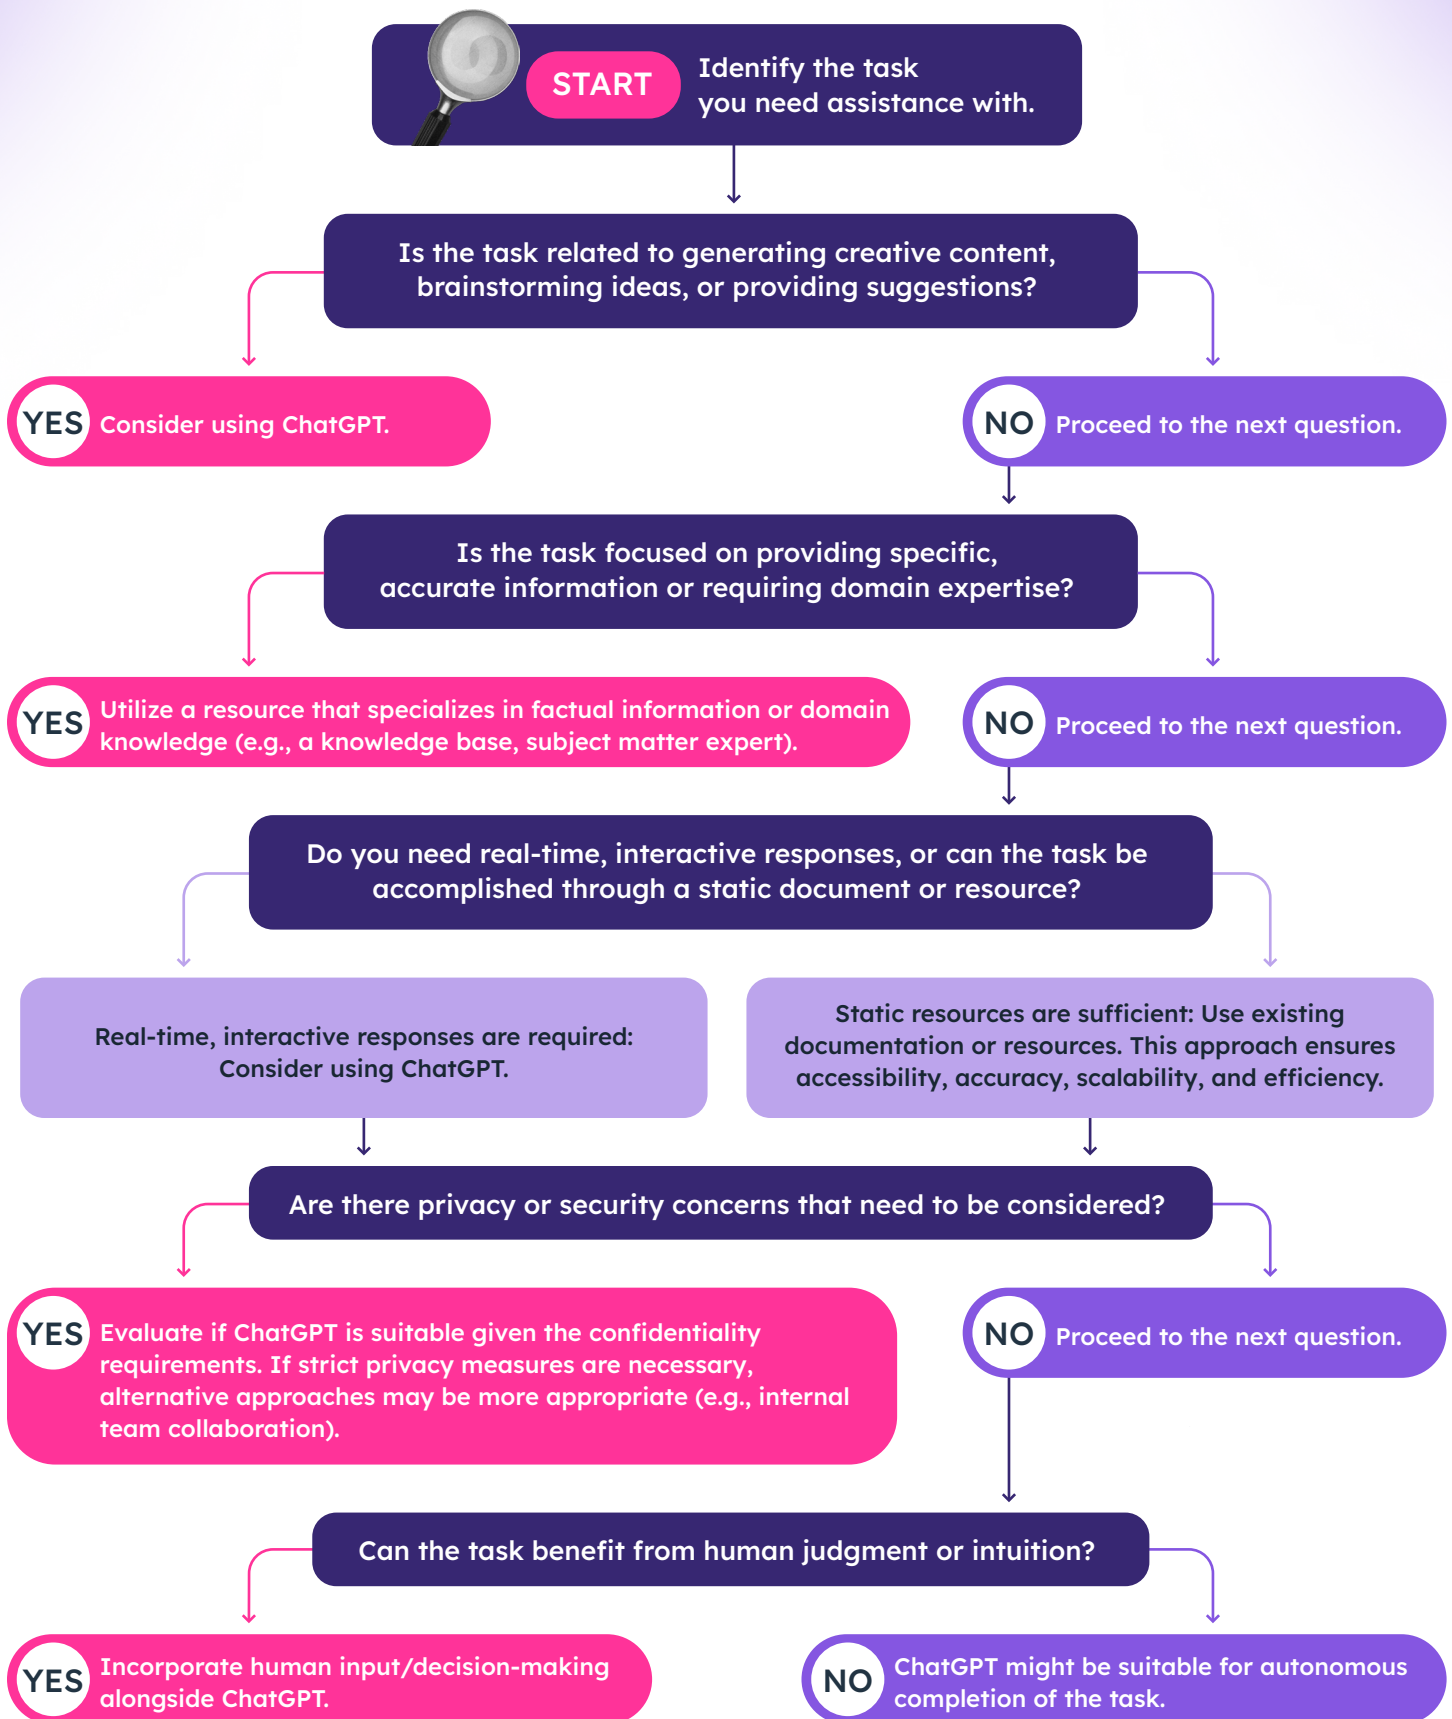 START
Identify the task
you need assistance with.
Is the task related to generating creative content,
brainstorming ideas, or providing suggestions?
YES
Consider using ChatGPT.
NO
Proceed to the next question.
Is the task focused on providing specific,
accurate information or requiring domain expertise?
YES
Utilize a resource that specializes in factual information or domain
knowledge (e.g., a knowledge base, subject matter expert).
NO
Proceed to the next question.
Do you need real-time, interactive responses, or can the task be
accomplished through a static document or resource?
Real-time, interactive responses are required:
Consider using ChatGPT.
Static resources are sufficient: Use existing
documentation or resources. This approach ensures
accessibility, accuracy, scalability, and efficiency.
Are there privacy or security concerns that need to be considered?
YES
Evaluate if ChatGPT is suitable given the confidentiality
requirements. If strict privacy measures are necessary,
alternative approaches may be more appropriate (e.g., internal
team collaboration).
NO
Proceed to the next question.
Can the task benefit from human judgment or intuition?
YES
Incorporate human input/decision-making
alongside ChatGPT.
NO
ChatGPT might be suitable for autonomous
completion of the task.